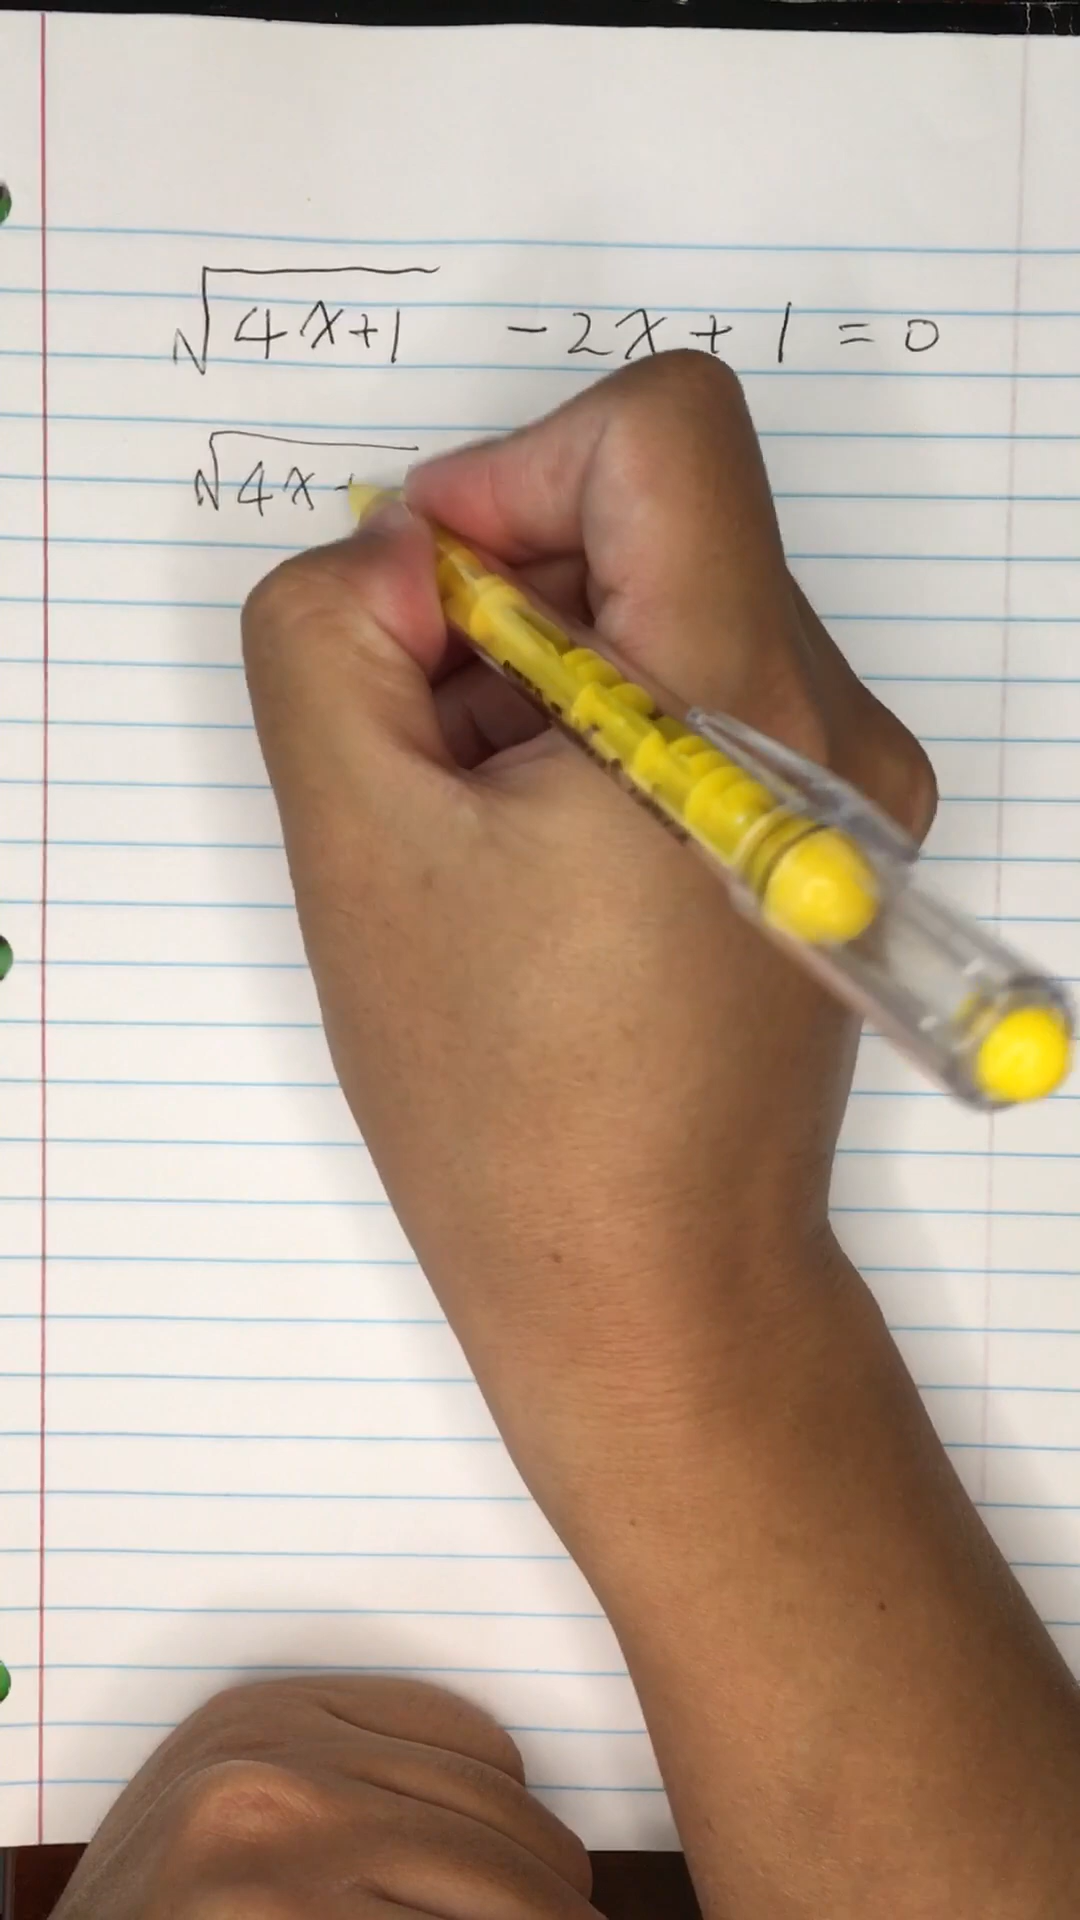 √4x+1 -2x + 1 = 0
√4x +